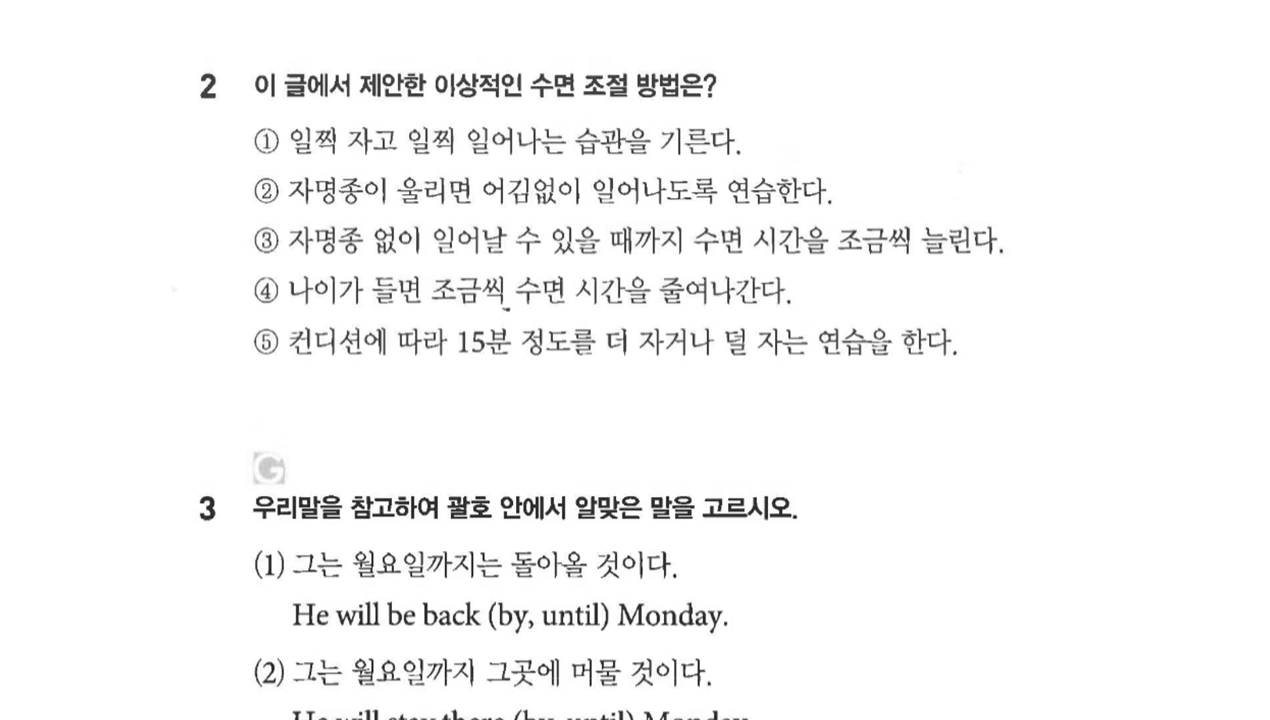 2 이 글에서 제안한 이상적인 수면 조절 방법은?
① 일찍 자고 일찍 일어나는 습관을 기른다.
② 자명종이 울리면 어김없이 일어나도록 연습한다.
③ 자명종 없이 일어날 수 있을 때까지 수면 시간을 조금씩 늘린다.
④ 나이가 들면 조금씩 수면 시간을 줄여나간다.
⑤ 컨디션에 따라 15분 정도를 더 자거나 덜 자는 연습을 한다.
G
3 우리말을 참고하여 괄호 안에서 알맞은 말을 고르시오.
(1) 그는 월요일까지는 돌아올 것이다.
He will be back (by, until) Monday.
(2) 그는 월요일까지 그곳에 머물 것이다.
He will stay there (by, until) Monday.